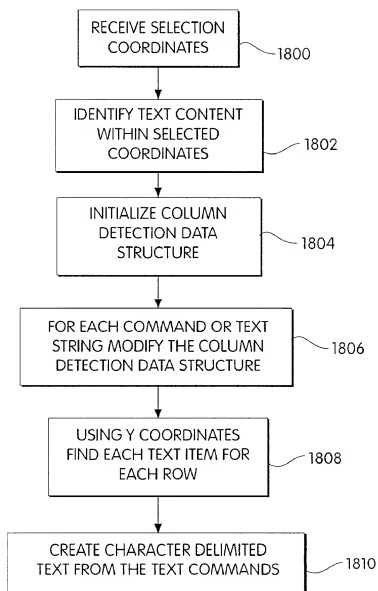 RECEIVE SELECTION
COORDINATES
1800
IDENTIFY TEXT CONTENT
WITHIN SELECTED
COORDINATES
1802
INITIALIZE COLUMN
DETECTION DATA
STRUCTURE
1804
FOR EACH COMMAND OR TEXT
STRING MODIFY THE COLUMN
DETECTION DATA STRUCTURE
1806
USING Y COORDINATES
FIND EACH TEXT ITEM FOR
EACH ROW
1808
CREATE CHARACTER DELIMITED
TEXT FROM THE TEXT COMMANDS
1810